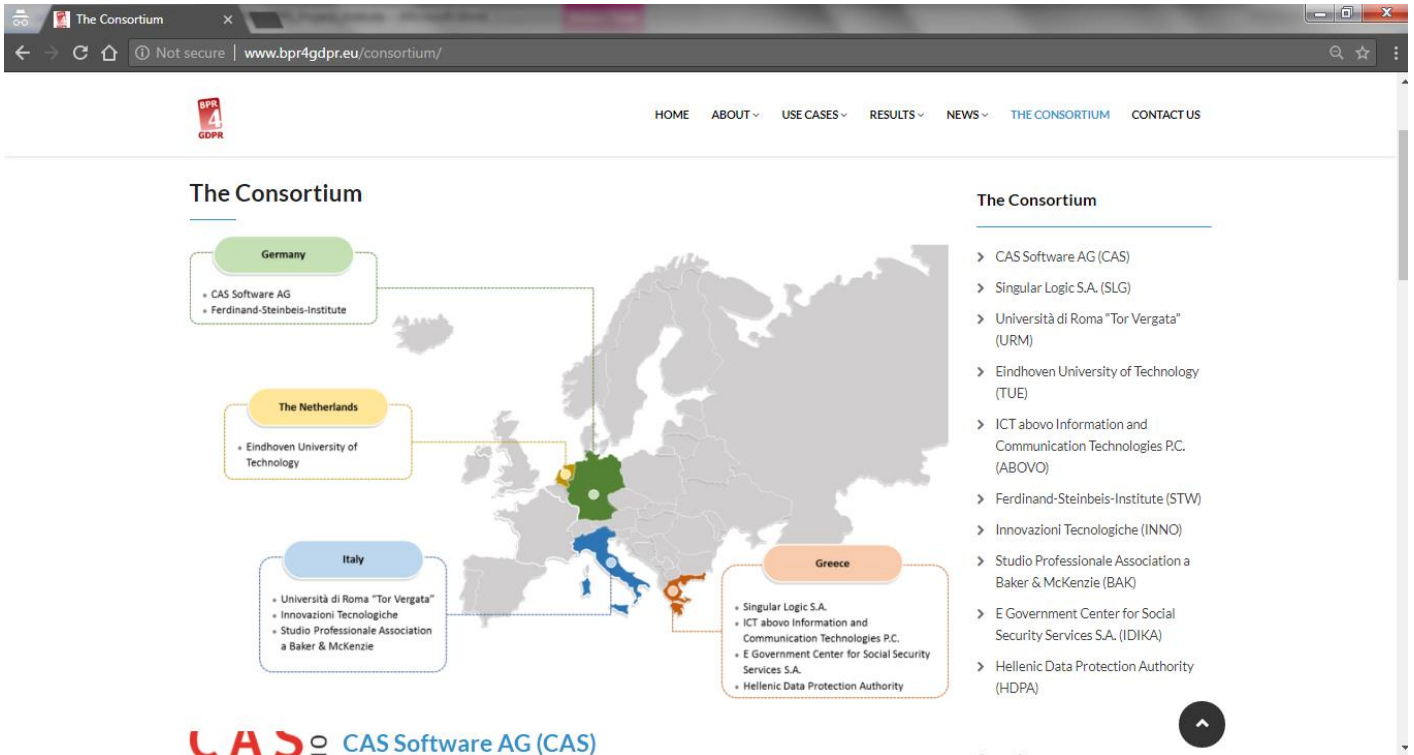 The Consortium
Not secure | www.bpr4gdpr.eu/consortium/
BPR
4
GDPR
HOME ABOUT USE CASES RESULTS NEWS THE CONSORTIUM CONTACT US
The Consortium
Germany
• CAS Software AG
• Ferdinand-Steinbeis-Institute
The Netherlands
• Eindhoven University of
Technology
Italy
• Università di Roma "Tor Vergata"
• Innovazioni Tecnologiche
• Studio Professionale Association
a Baker & McKenzie
Greece
• Singular Logic S.A.
• ICT abovo Information and
Communication Technologies P.C.
• E Government Center for Social Security
Services S.A.
• Hellenic Data Protection Authority
The Consortium
CAS Software AG (CAS)
Singular Logic S.A. (SLG)
Università di Roma "Tor Vergata"
(URM)
Eindhoven University of Technology
(TUE)
ICT abovo Information and
Communication Technologies P.C.
(ABOVO)
Ferdinand-Steinbeis-Institute (STW)
Innovazioni Tecnologiche (INNO)
Studio Professionale Association a
Baker & McKenzie (BAK)
E Government Center for Social
Security Services S.A. (IDIKA)
Hellenic Data Protection Authority
(HDPA)
CAS
CAS Software AG (CAS)